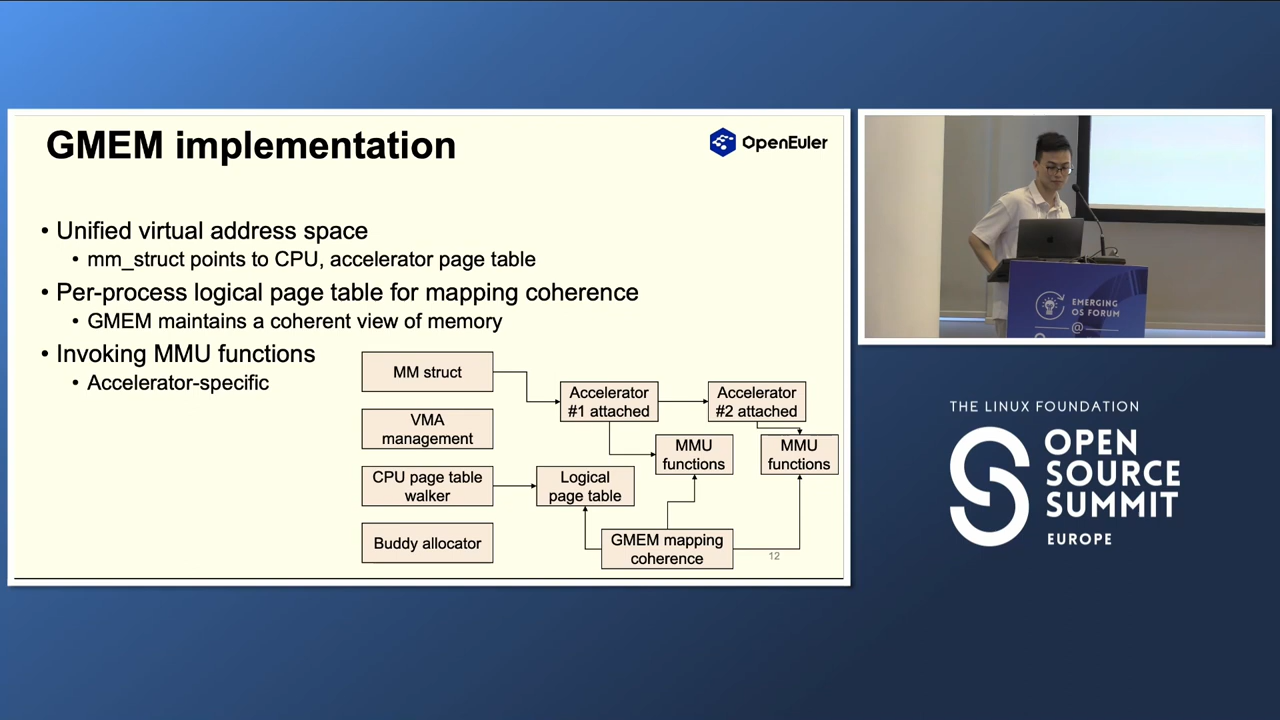 GMEM implementation
OpenEuler
• Unified virtual address space
• mm_struct points to CPU, accelerator page table
• Per-process logical page table for mapping coherence
• GMEM maintains a coherent view of memory
• Invoking MMU functions
• Accelerator-specific
MM struct
Accelerator
#1 attached
Accelerator
#2 attached
VMA
management
MMU
functions
MMU
functions
CPU page table
walker
Logical
page table
Buddy allocator
GMEM mapping
coherence
12
EMERGING
OS FORUM
@
THE LINUX FOUNDATION
OPEN
SOURCE
SUMMIT
EUROPE